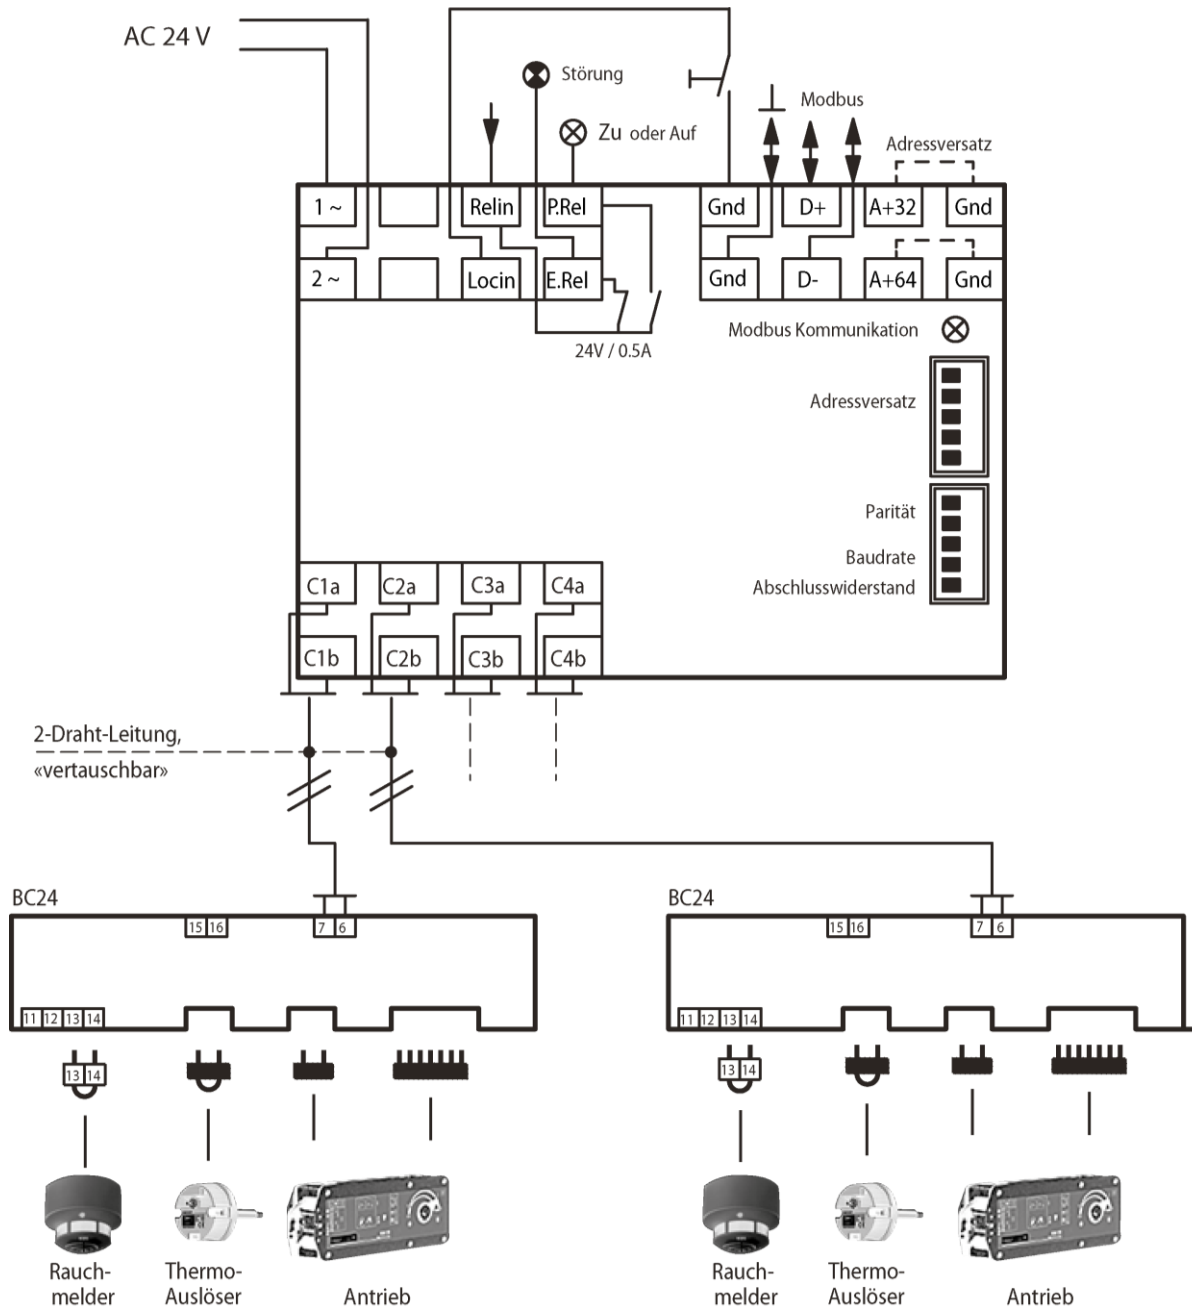 AC 24 V
Störung
Zu oder Auf
Modbus
Adressversatz
1 ~
Relin
P.Rel
Gnd
D+
A+32
Gnd
2 ~
Locin
E.Rel
Gnd
D-
A+64
Gnd
24V / 0.5A
Modbus Kommunikation
Adressversatz
Parität
Baudrate
Abschlusswiderstand
C1a
C2a
C3a
C4a
C1b
C2b
C3b
C4b
2-Draht-Leitung,
«vertauschbar»
BC24
15 16
7 6
11 12 13 14
13 14
Rauch-
melder
Thermo-
Auslöser
Antrieb
BC24
15 16
7 6
11 12 13 14
13 14
Rauch-
melder
Thermo-
Auslöser
Antrieb